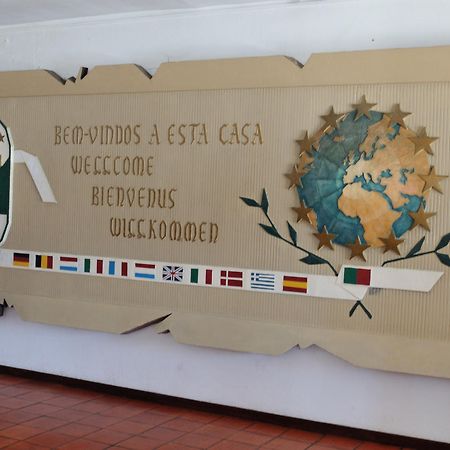 BEM-VINDOS A ESTA CASA
WELLCOME
BIENVENUS
WILLKOMMEN